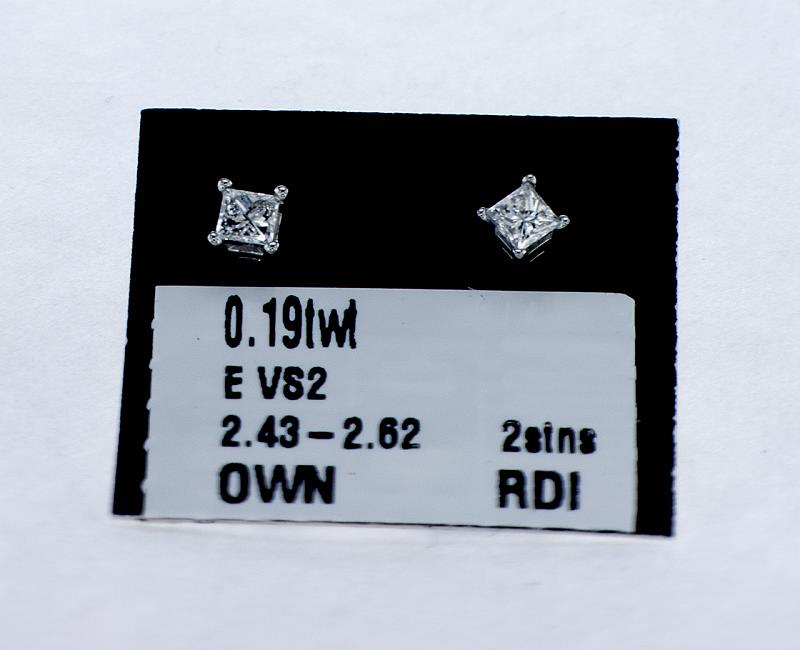 0.19twt
E VS2
2.43-2.62 2stns
OWN RDI